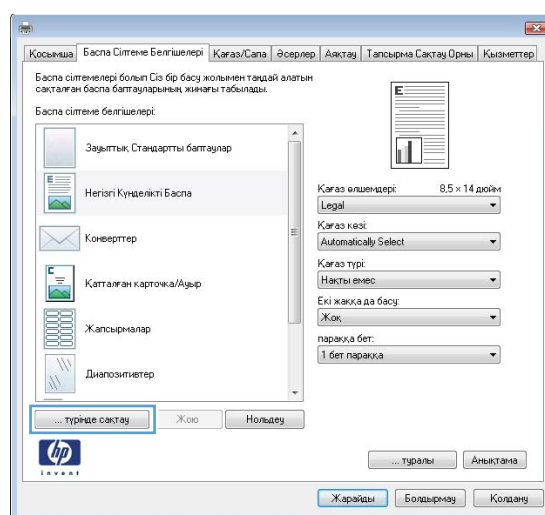 Қосымша Баспа Сілтеме Белгішелері Қағаз/Сапа Әсерлер Аяқтау Тапсырма Сақтау Орны Қызметтер
Баспа сілтемелері болып Сіз бір басу жолымен таңдай алатын
сақталған баспа баптауларының жинағы табылады.
Баспа сілтеме белгішелері:
Зауыттық Стандартты баптаулар
Негізгі Күнделікті Баспа
Конверттер
Қатталған карточка/Ауыр
Жапсырмалар
Диапозитивтер
... түрінде сақтау Жою Нольдеу
E
Қағаз өлшемдері: 8,5 × 14 дюйм
Legal
Қағаз көзі:
Automatically Select
Қағаз түрі:
Нақты емес
Екі жаққа да басу:
Жоқ
параққа бет:
1 бет параққа
hp
invent
... туралы Анықтама
Жарайды Болдырмау Қолдану